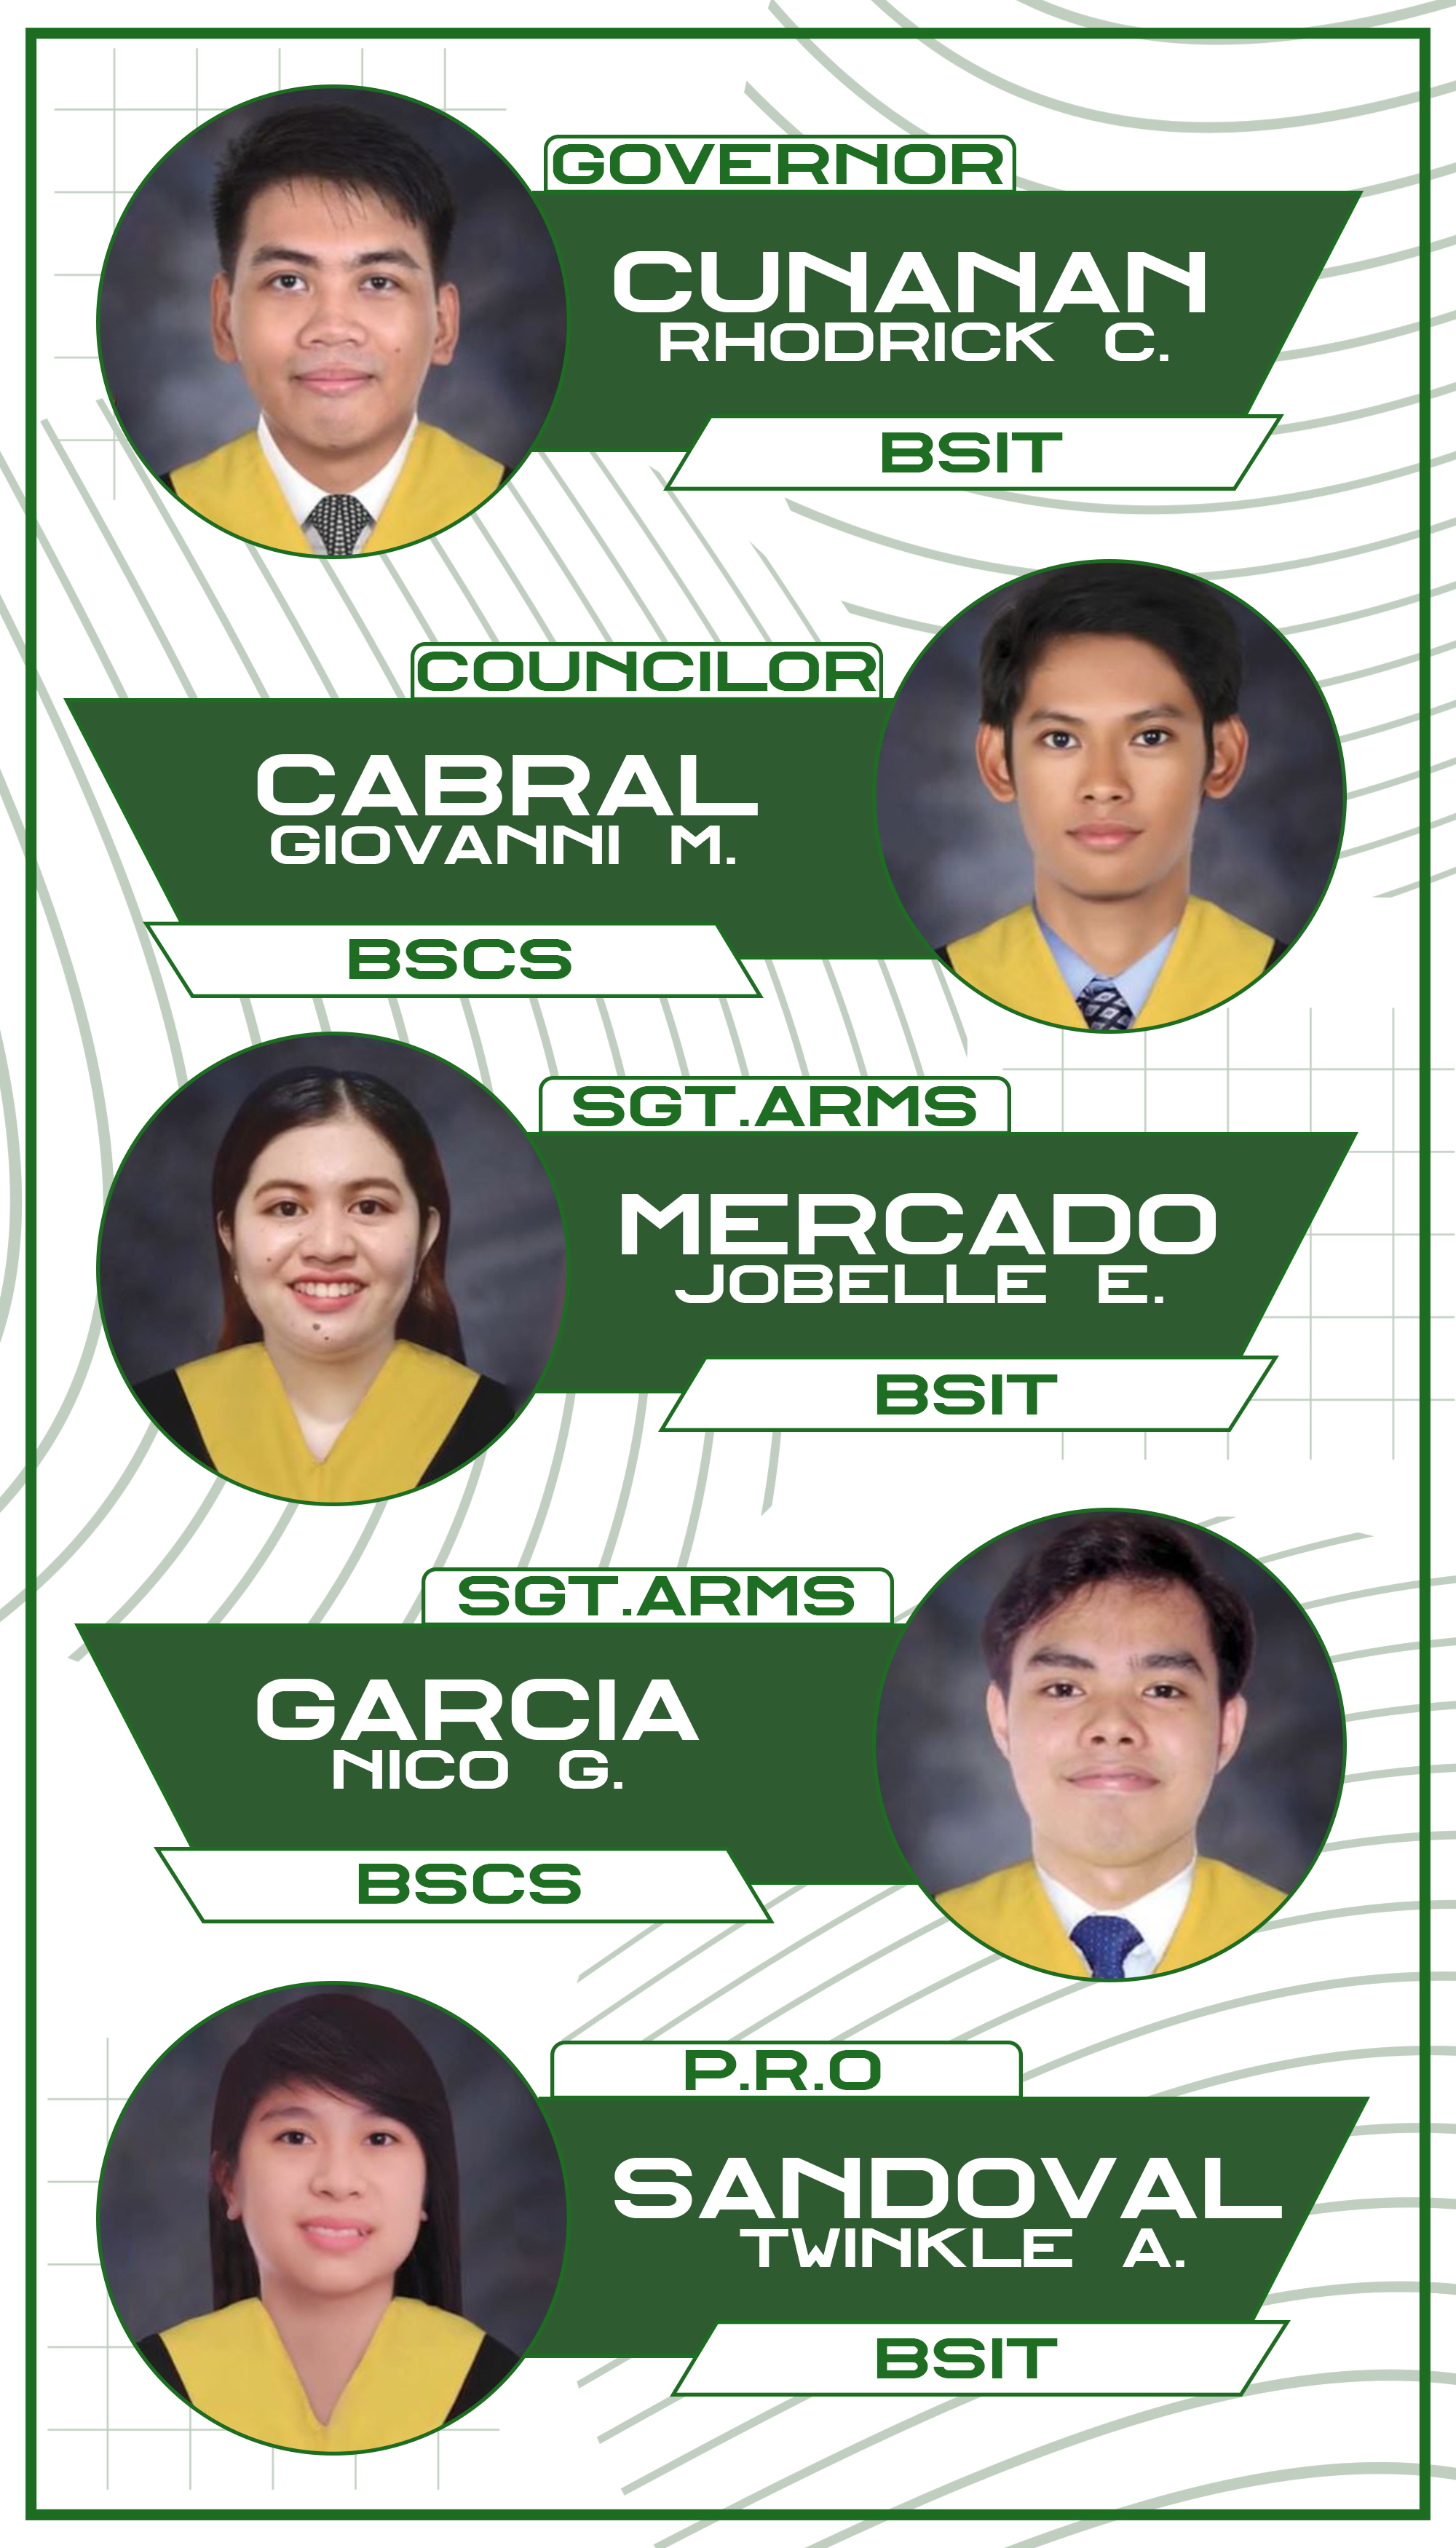 GOVERNOR
CUNANAN
RHODRICK C.
BSIT
COUNCILOR
CABRAL
GIOVANNI M.
BSCS
SGT.ARMS
MERCADO
JOBELLE E.
BSIT
SGT.ARMS
GARCIA
NICO G.
BSCS
P.R.O
SANDOVAL
TWINKLE A.
BSIT